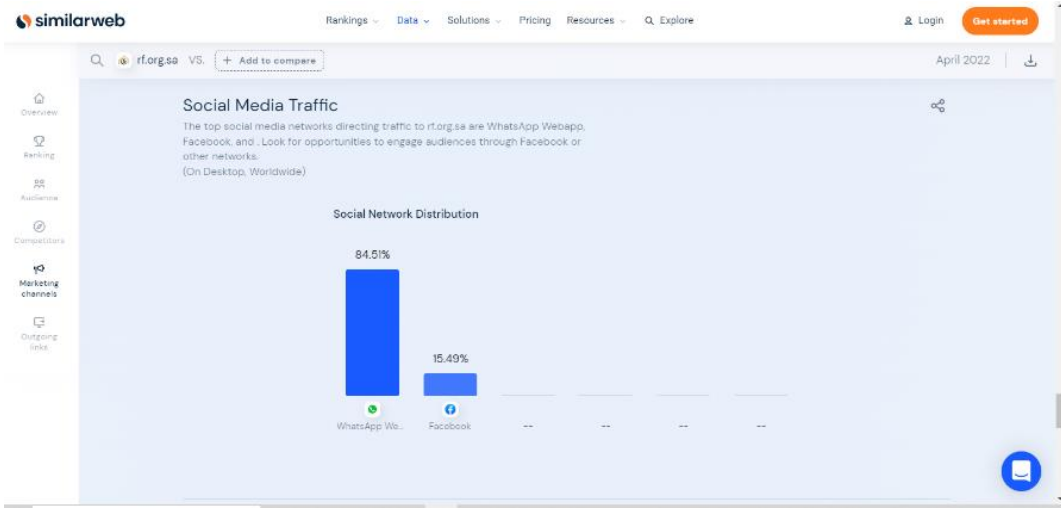 similarweb
Rankings Data Solutions Pricing Resources Explore
Login Get started
rf.org.sa VS. + Add to compare
April 2022
Overview
Ranking
Audience
Competitors
Marketing
channels
Outgoing
links
Social Media Traffic
The top social media networks directing traffic to rf.org.sa are WhatsApp Webapp,
Facebook, and . Look for opportunities to engage audiences through Facebook or
other networks.
(On Desktop, Worldwide)
Social Network Distribution
84.51%
15.49%
WhatsApp We.. Facebook -- -- -- --